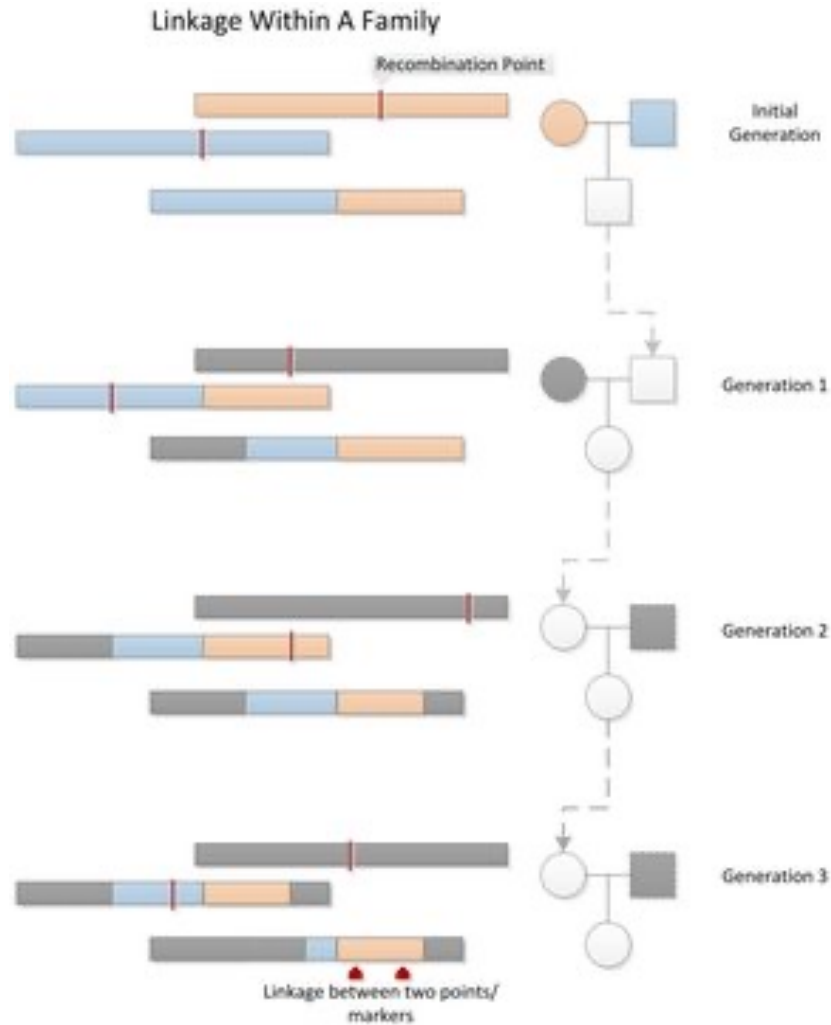 Linkage Within A Family
Recombination Point
Initial
Generation
Generation 1
Generation 2
Generation 3
Linkage between two points/
markers